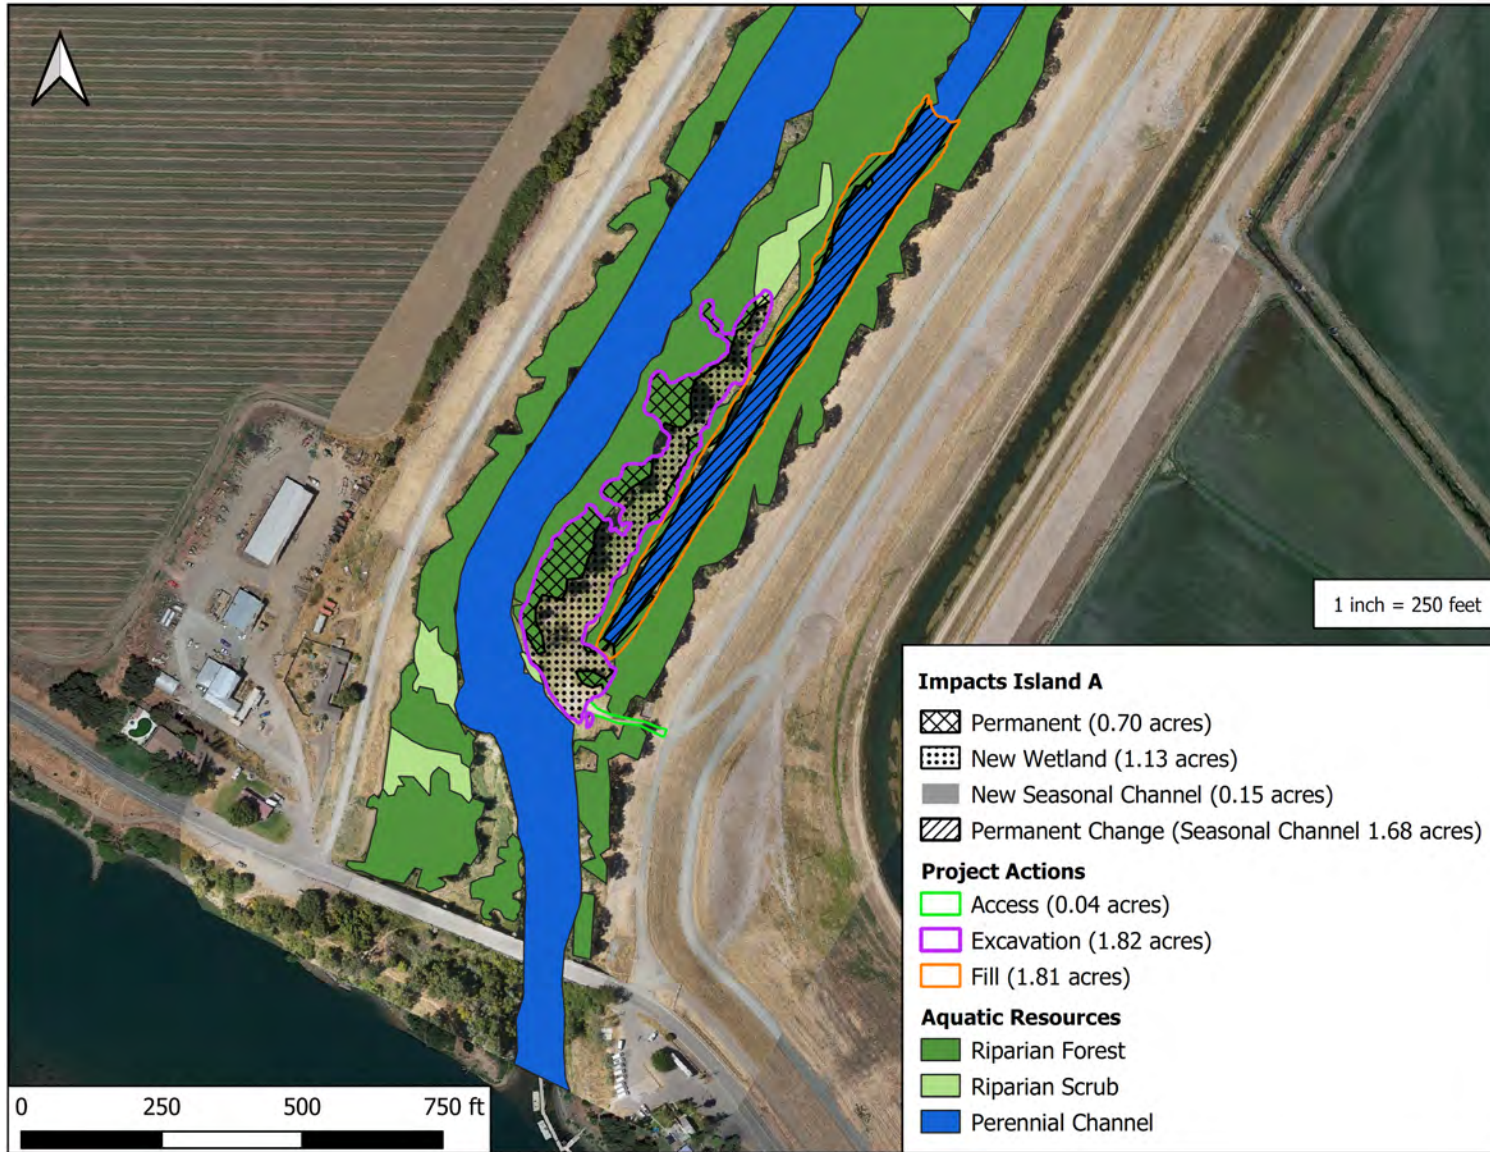 1 inch = 250 feet
Impacts Island A
Permanent (0.70 acres)
New Wetland (1.13 acres)
New Seasonal Channel (0.15 acres)
Permanent Change (Seasonal Channel 1.68 acres)
Project Actions
Access (0.04 acres)
Excavation (1.82 acres)
Fill (1.81 acres)
Aquatic Resources
Riparian Forest
Riparian Scrub
Perennial Channel
0 250 500 750 ft